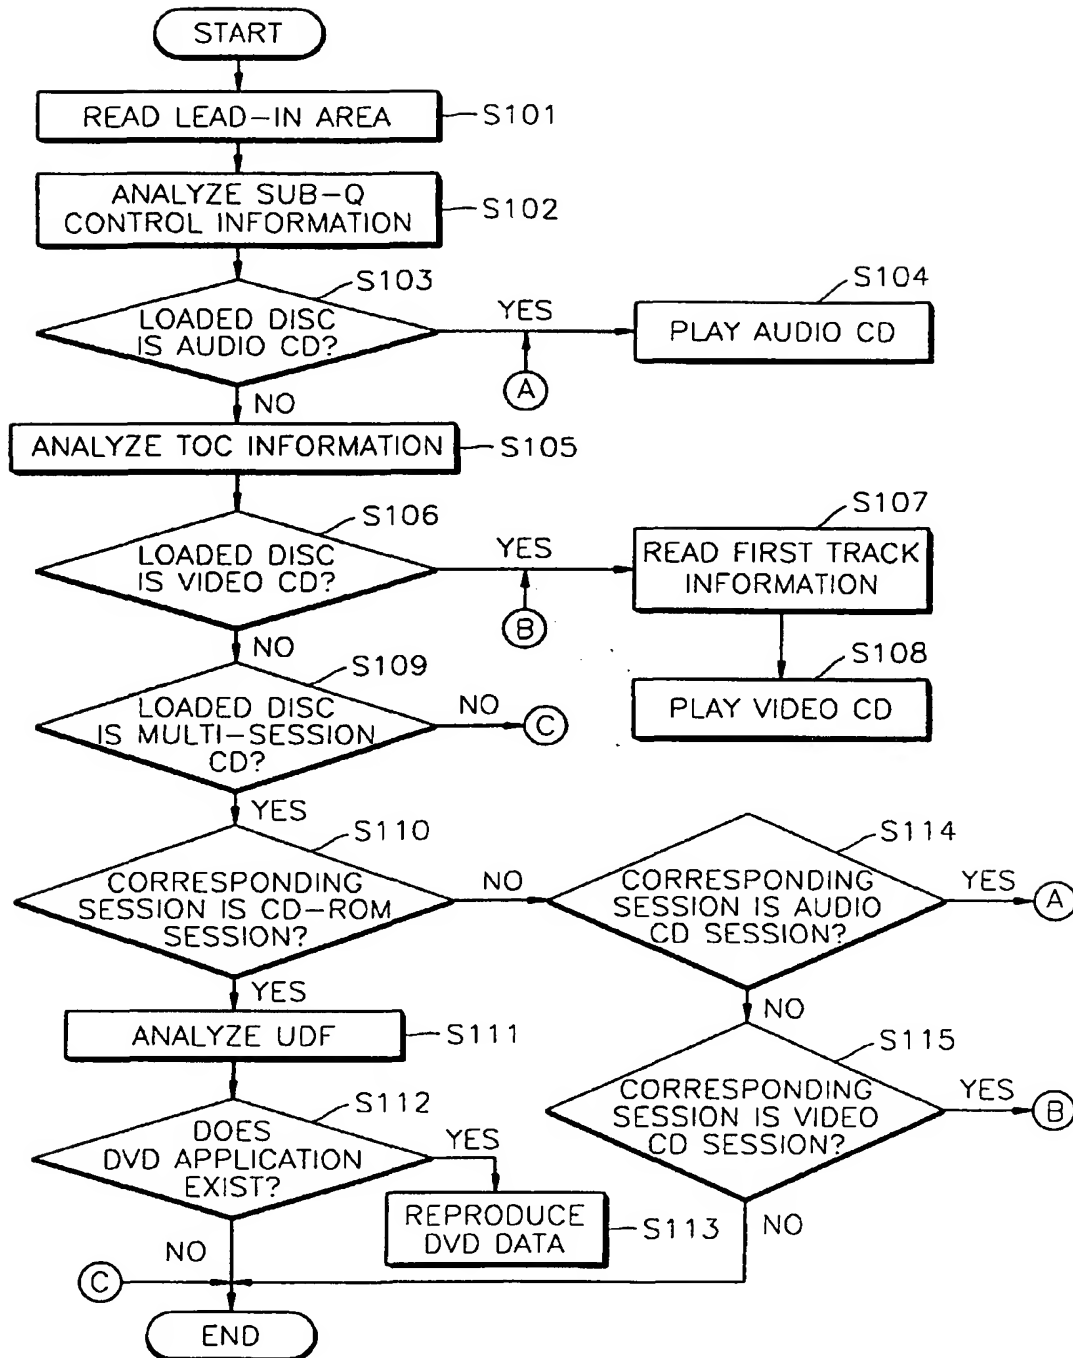 START
READ LEAD-IN AREA
S101
ANALYZE SUB-Q
CONTROL INFORMATION
S102
S103
LOADED DISC
IS AUDIO CD?
YES
A
S104
PLAY AUDIO CD
NO
ANALYZE TOC INFORMATION
S105
S106
LOADED DISC
IS VIDEO CD?
YES
B
S107
READ FIRST TRACK
INFORMATION
S108
PLAY VIDEO CD
NO
S109
LOADED DISC
IS MULTI-SESSION
CD?
NO
C
YES
S110
CORRESPONDING
SESSION IS CD-ROM
SESSION?
NO
S114
CORRESPONDING
SESSION IS AUDIO
CD SESSION?
YES
A
YES
ANALYZE UDF
S111
NO
S115
CORRESPONDING
SESSION IS VIDEO
CD SESSION?
YES
B
S112
DOES
DVD APPLICATION
EXIST?
YES
REPRODUCE
DVD DATA
S113
NO
NO
C
END